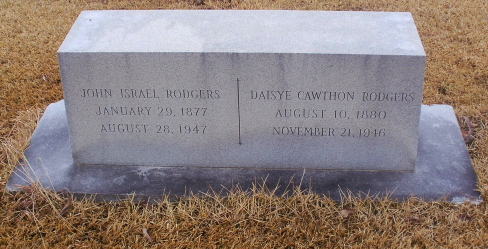 JOHN ISRAEL RODGERS
JANUARY 29, 1877
AUGUST 28, 1947
DAISYE CAWTHON RODGERS
AUGUST 10, 1880
NOVEMBER 21, 1946